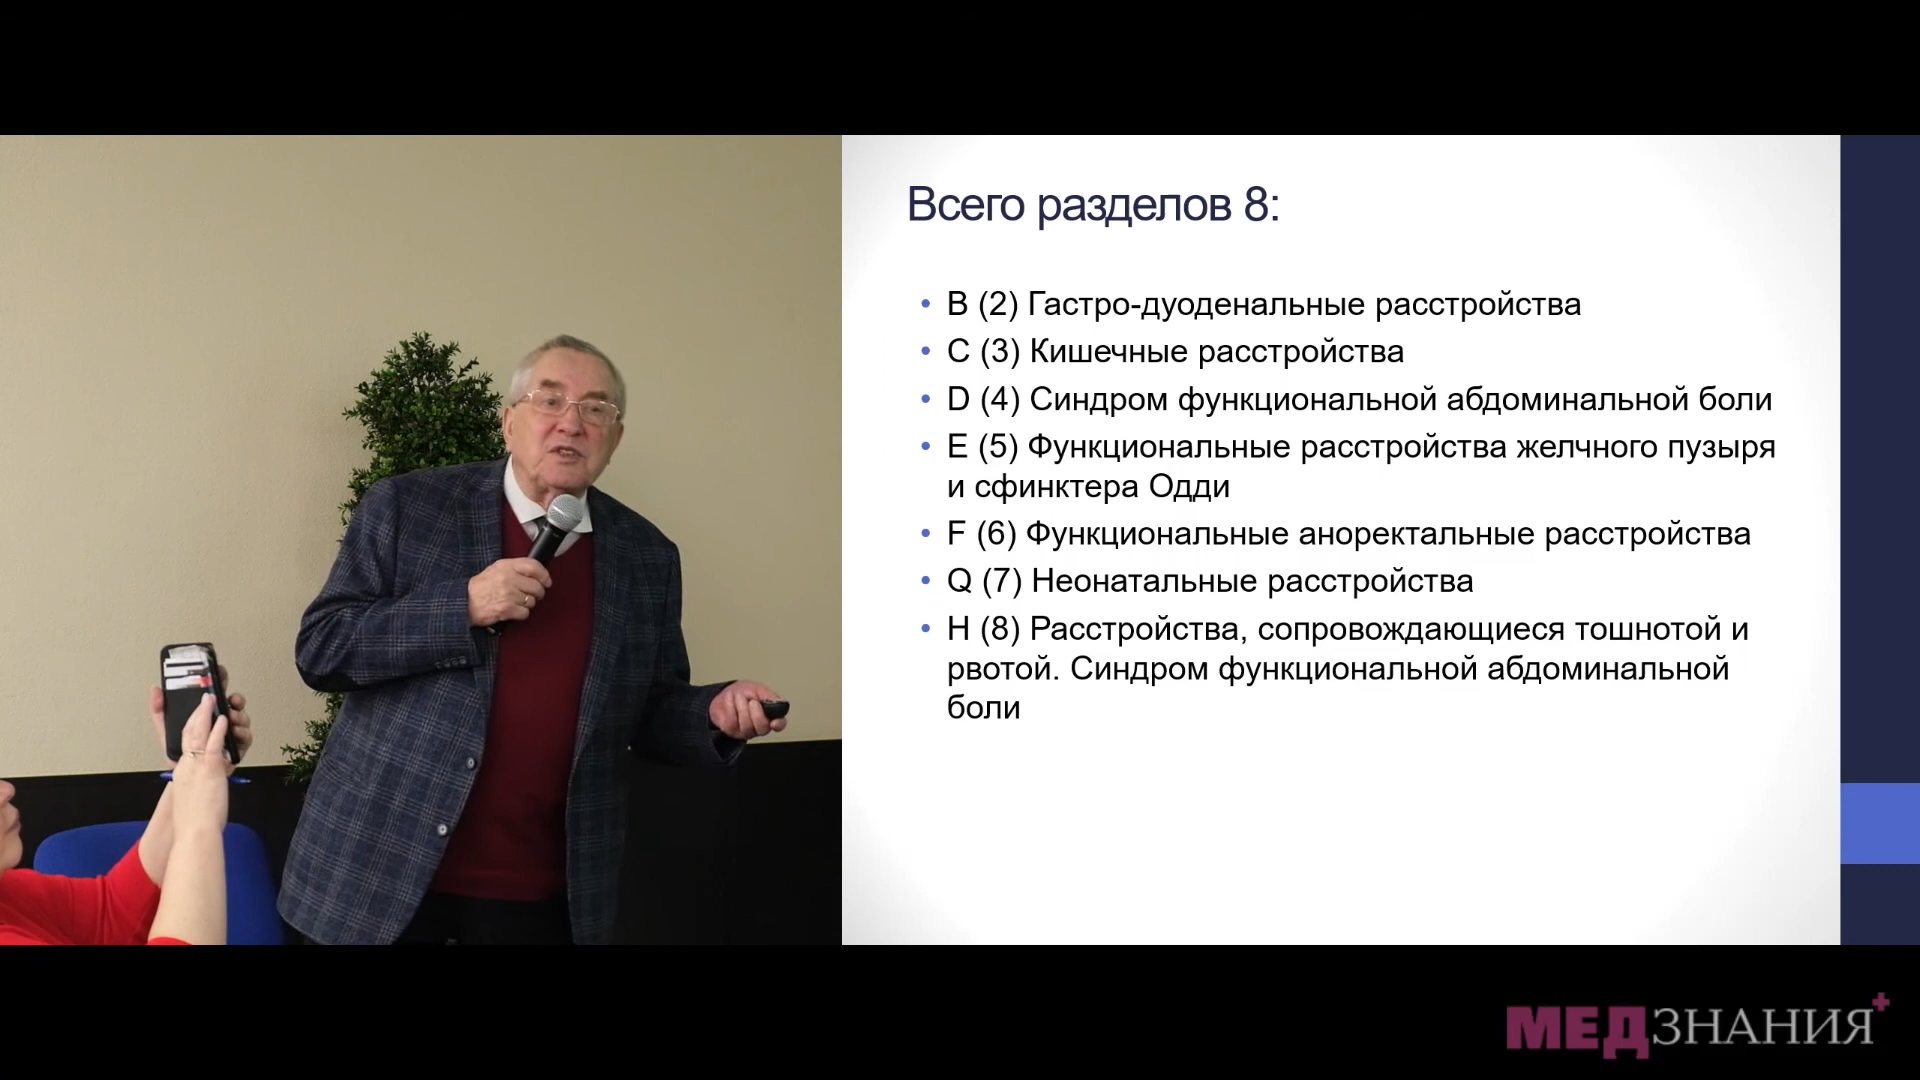 Всего разделов 8:
• B (2) Гастро-дуоденальные расстройства
• C (3) Кишечные расстройства
• D (4) Синдром функциональной абдоминальной боли
• E (5) Функциональные расстройства желчного пузыря
и сфинктера Одди
• F (6) Функциональные аноректальные расстройства
• Q (7) Неонатальные расстройства
• H (8) Расстройства, сопровождающиеся тошнотой и
рвотой. Синдром функциональной абдоминальной
боли
МЕДЗНАНИЯ+